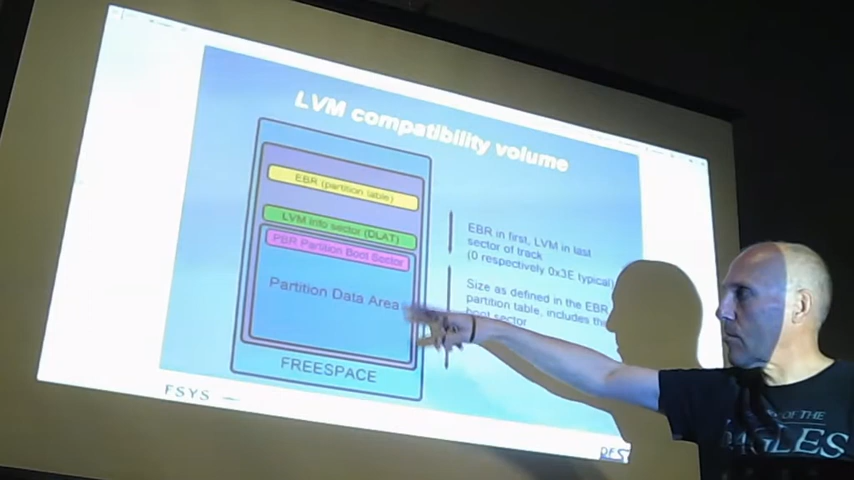 LVM compatibility volume
EBR (partition table)
LVM info sector (DLAT)
PBR Partition Boot Sector
Partition Data Area
FREESPACE
EBR in first, LVM in last
sector of track
(0 respectively 0x3E typical)
Size as defined in the EBR
partition table, includes the
boot sector
FSYS —
DFS
OF THE
EAGLES